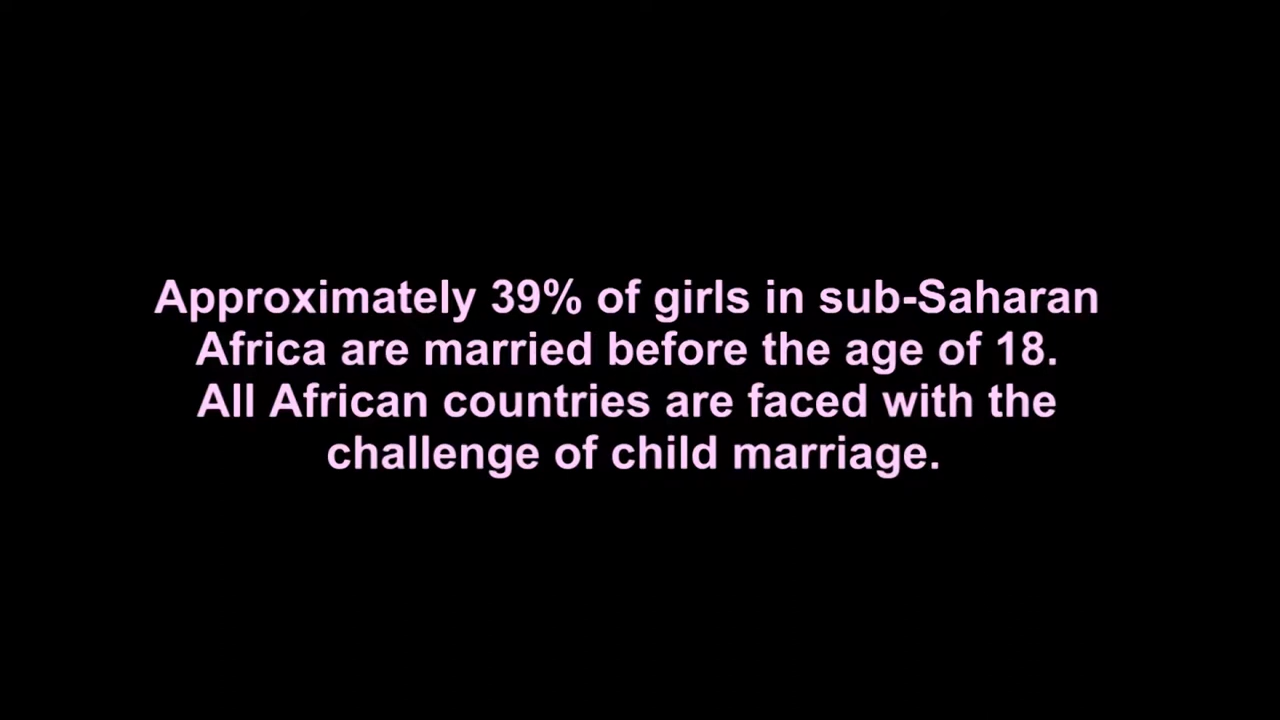 Approximately 39% of girls in sub-Saharan
Africa are married before the age of 18.
All African countries are faced with the
challenge of child marriage.